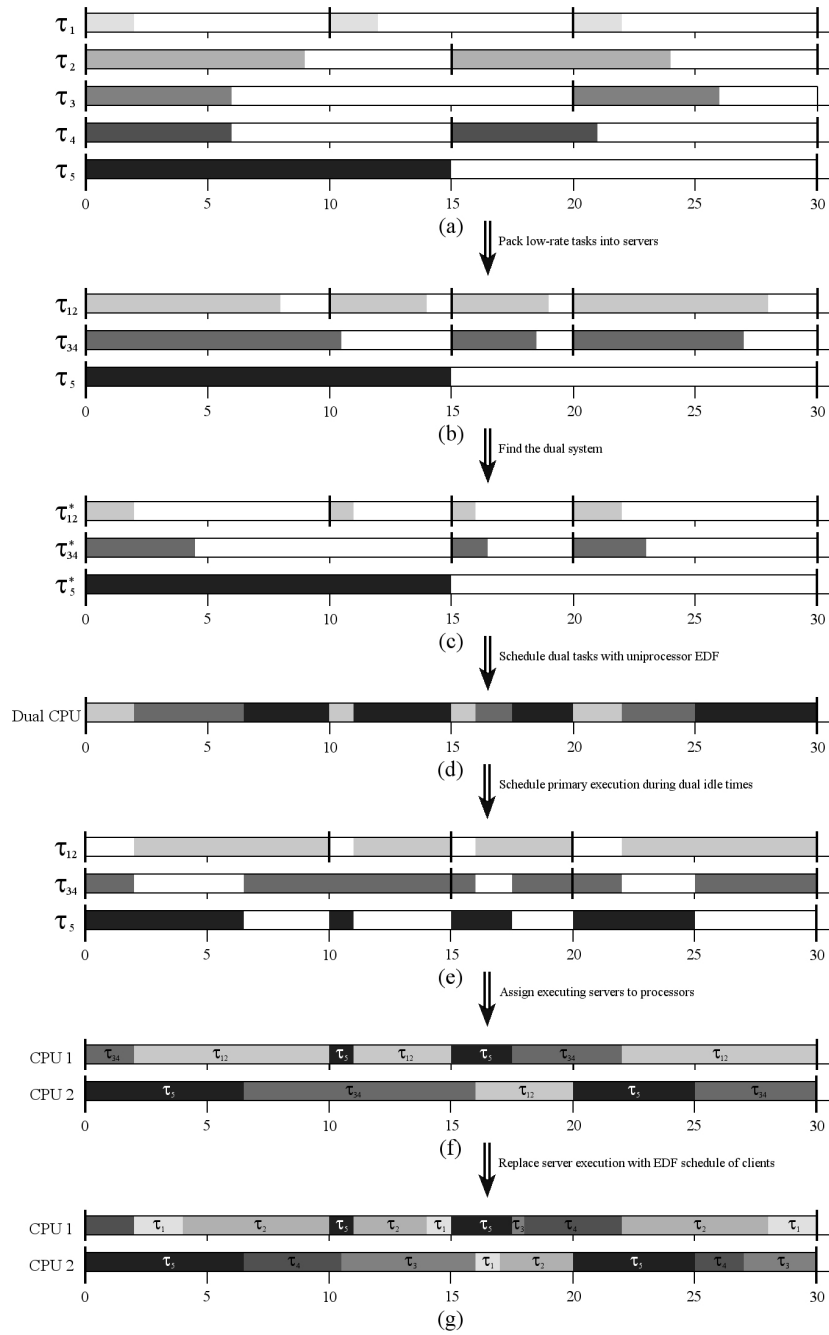 τ1
τ2
τ3
τ4
τ5
0 5 10 15 20 25 30
(a)
Pack low-rate tasks into servers
τ12
τ34
τ5
0 5 10 15 20 25 30
(b)
Find the dual system
τ*12
τ*34
τ*5
0 5 10 15 20 25 30
(c)
Schedule dual tasks with uniprocessor EDF
Dual CPU
0 5 10 15 20 25 30
(d)
Schedule primary execution during dual idle times
τ12
τ34
τ5
0 5 10 15 20 25 30
(e)
Assign executing servers to processors
CPU 1 τ34 τ12 τ5 τ12 τ5 τ34 τ12
CPU 2 τ5 τ34 τ12 τ5 τ34
0 5 10 15 20 25 30
(f)
Replace server execution with EDF schedule of clients
CPU 1 τ1 τ2 τ5 τ2 τ1 τ5 τ3 τ4 τ2 τ1
CPU 2 τ5 τ4 τ3 τ1 τ2 τ5 τ4 τ3
0 5 10 15 20 25 30
(g)